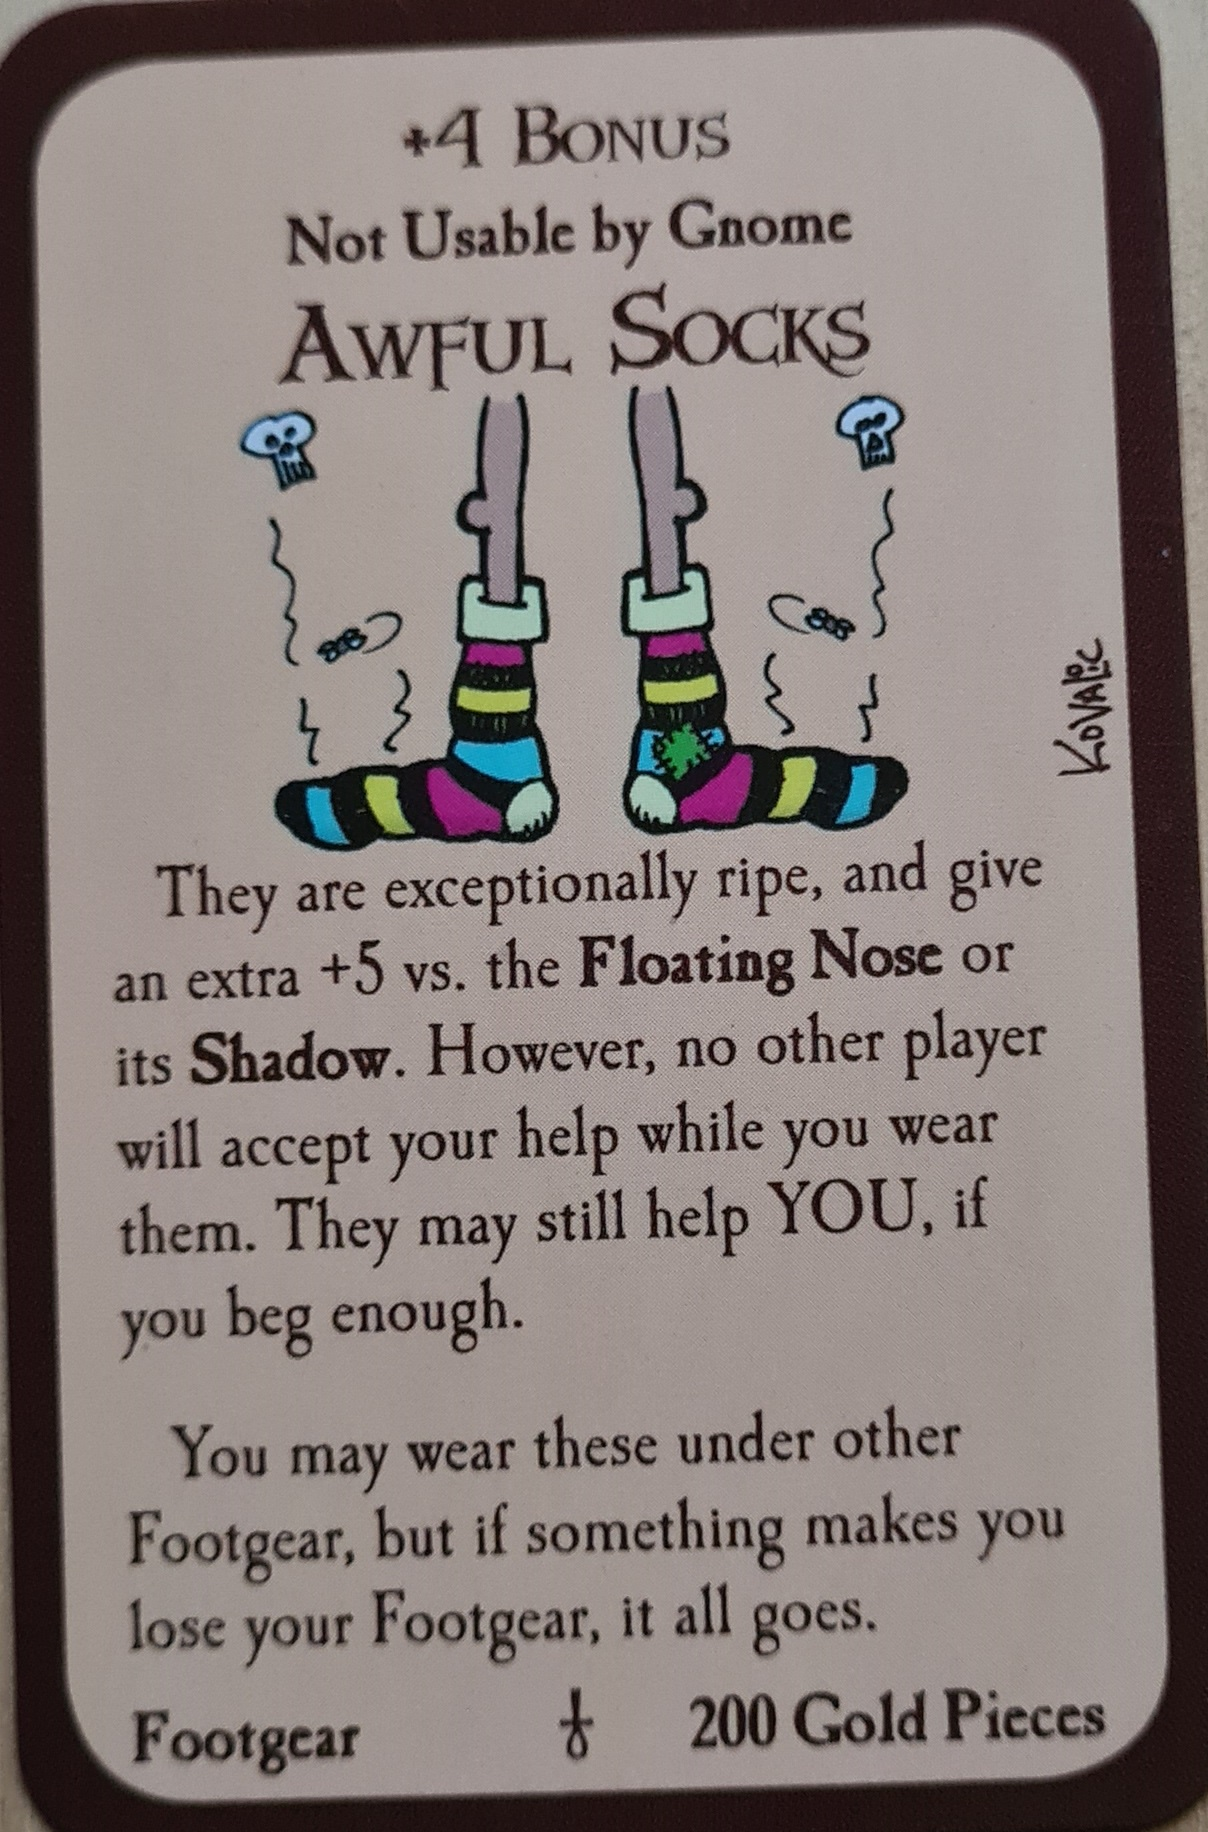 +4 Bonus
Not Usable by Gnome
Awful Socks
Kovalic
They are exceptionally ripe, and give
an extra +5 vs. the Floating Nose or
its Shadow. However, no other player
will accept your help while you wear
them. They may still help YOU, if
you beg enough.
You may wear these under other
Footgear, but if something makes you
lose your Footgear, it all goes.
Footgear 200 Gold Pieces